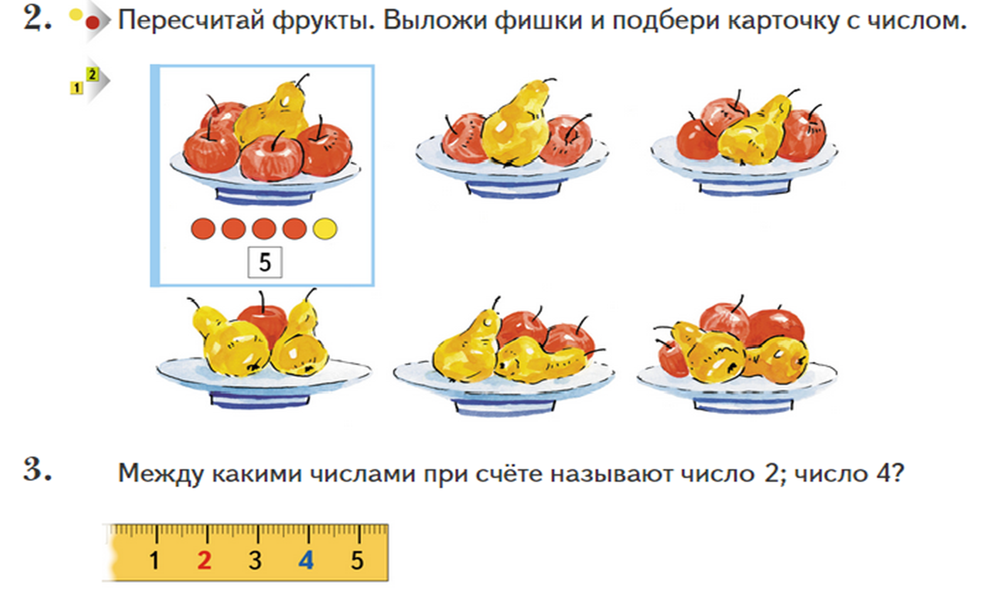 2. Пересчитай фрукты. Выложи фишки и подбери карточку с числом.
1 2
5
3. Между какими числами при счёте называют число 2; число 4?
1 2 3 4 5